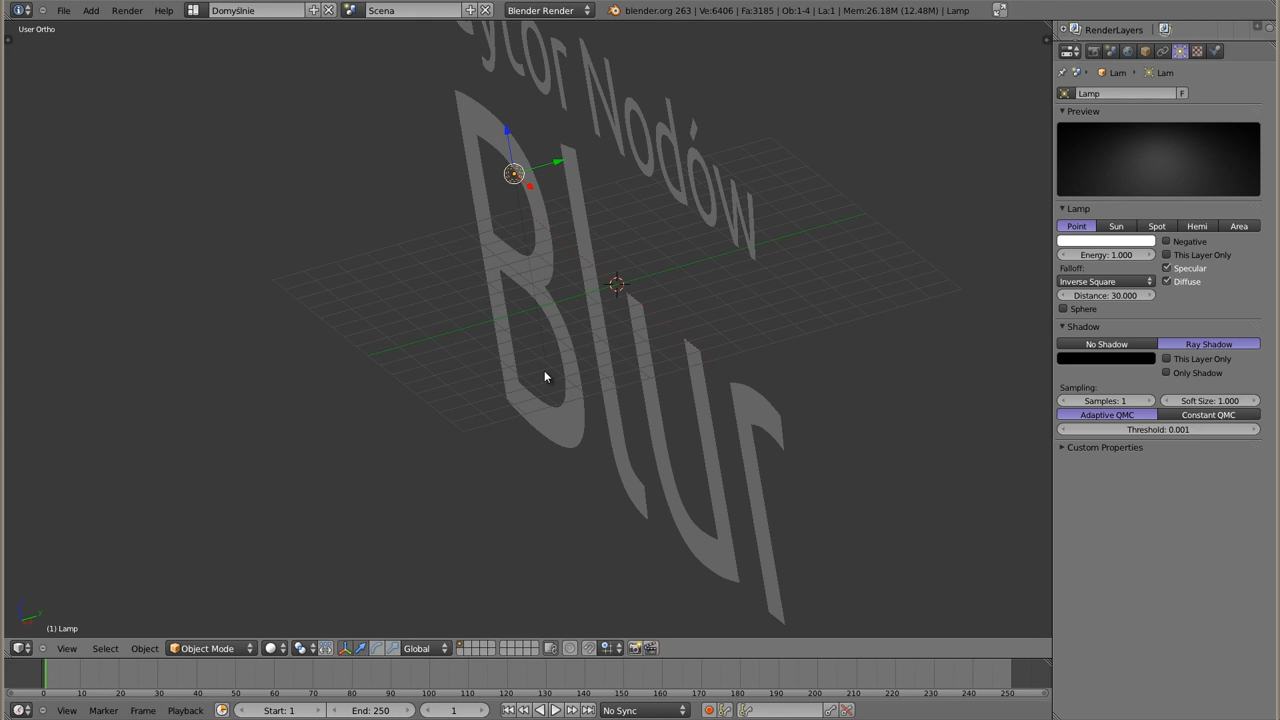 File Add Render Help Domyślnie Scena Blender Render blender.org 263 | Ve:6406 | Fa:3185 | Ob:1-4 | La:1 | Mem:26.18M (12.48M) | Lamp
User Ortho
RenderLayers
ytor Nodów
Blur
Lam Lam
Lamp F
Preview
Lamp
Point Sun Spot Hemi Area
Negative
Energy: 1.000 This Layer Only
Falloff: Specular
Inverse Square Diffuse
Distance: 30.000
Sphere
Shadow
No Shadow Ray Shadow
This Layer Only
Only Shadow
Sampling:
Samples: 1 Soft Size: 1.000
Adaptive QMC Constant QMC
Threshold: 0.001
Custom Properties
y
(1) Lamp
View Select Object Object Mode Global
0 10 20 30 40 50 60 70 80 90 100 110 120 130 140 150 160 170 180 190 200 210 220 230 240 250
View Marker Frame Playback Start: 1 End: 250 1 No Sync